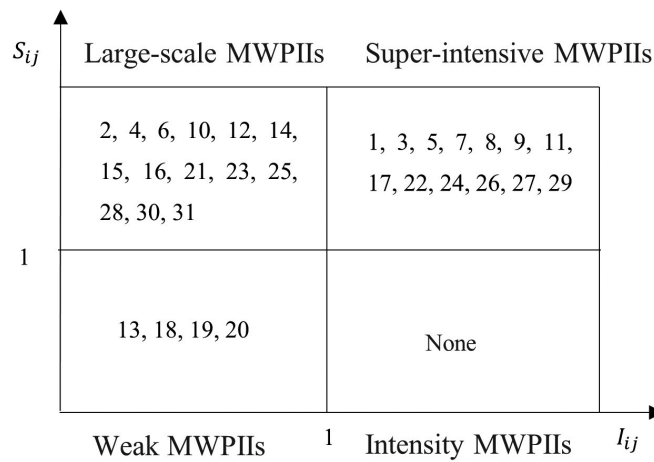 S_ij
Large-scale MWPIIs
Super-intensive MWPIIs
2, 4, 6, 10, 12, 14,
15, 16, 21, 23, 25,
28, 30, 31
1, 3, 5, 7, 8, 9, 11,
17, 22, 24, 26, 27, 29
1
13, 18, 19, 20
None
Weak MWPIIs
1
Intensity MWPIIs
I_ij